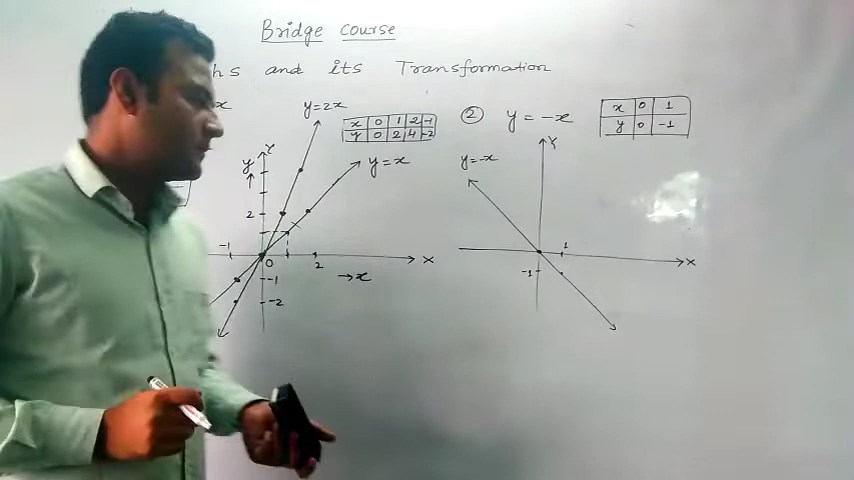 Bridge course
hs and its Transformation
x
y=2x
x 0 1 2 -1
y 0 2 4 -2
② y = -x
x 0 1
y 0 -1
Y
y
y=x
Y
y=-x
2
-1
O
2
X
→x
-1
-2
1
X
-1